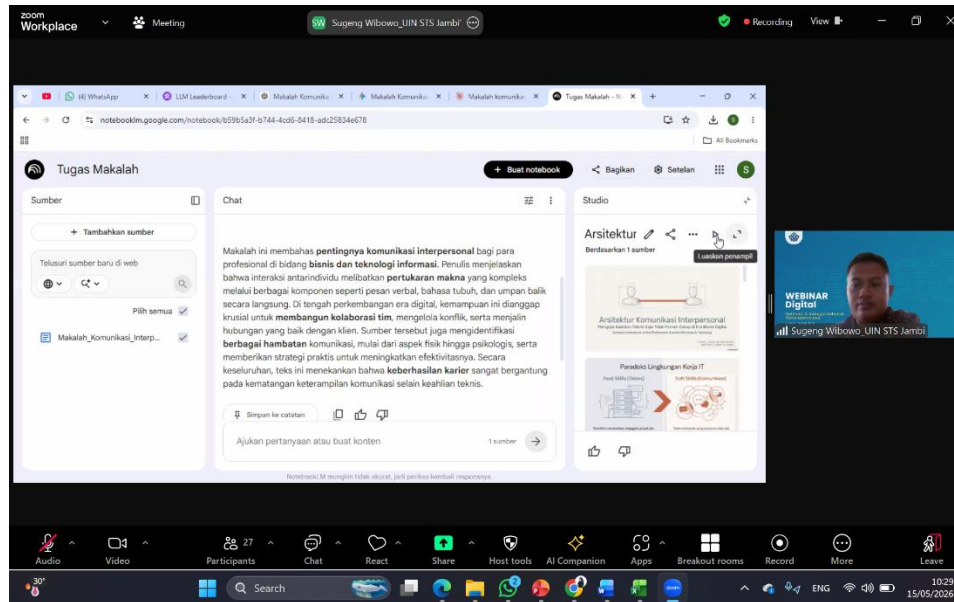 zoom
Workplace
Meeting
SW Sugeng Wibowo_UIN STS Jambi'
Recording
View
(4) WhatsApp
LLM Leaderboard -
Makalah Komunika
Makalah Komunika
Makalah komunika
Tugas Makalah - N
notebooklm.google.com/notebook/b59b5a3f-b744-4cd6-8418-adc25834e678
S
All Bookmarks
Tugas Makalah
+ Buat notebook
Bagikan
Setelan
S
Sumber
+ Tambahkan sumber
Telusuri sumber baru di web
Pilih semua
Makalah_Komunikasi_Interp...
Chat
Makalah ini membahas pentingnya komunikasi interpersonal bagi para
profesional di bidang bisnis dan teknologi informasi. Penulis menjelaskan
bahwa interaksi antarindividu melibatkan pertukaran makna yang kompleks
melalui berbagai komponen seperti pesan verbal, bahasa tubuh, dan umpan balik
secara langsung. Di tengah perkembangan era digital, kemampuan ini dianggap
krusial untuk membangun kolaborasi tim, mengelola konflik, serta menjalin
hubungan yang baik dengan klien. Sumber tersebut juga mengidentifikasi
berbagai hambatan komunikasi, mulai dari aspek fisik hingga psikologis, serta
memberikan strategi praktis untuk meningkatkan efektivitasnya. Secara
keseluruhan, teks ini menekankan bahwa keberhasilan karier sangat bergantung
pada kematangan keterampilan komunikasi selain keahlian teknis.
Simpan ke catatan
Ajukan pertanyaan atau buat konten
1 sumber
NotebookLM mungkin tidak akurat, jadi periksa kembali responsnya.
Studio
Arsitektur
Berdasarkan 1 sumber
Luaskan penampil
Arsitektur Komunikasi Interpersonal
Paradoks Lingkungan Kerja IT
Hard Skills (Teknis)
Soft Skills (Komunikasi)
WEBINAR
Digital
Sugeng Wibowo_UIN STS Jambi
Audio
Video
27
Participants
Chat
React
Share
Host tools
AI Companion
Apps
Breakout rooms
Record
More
Leave
30°
Search
ENG
10:29
15/05/2026